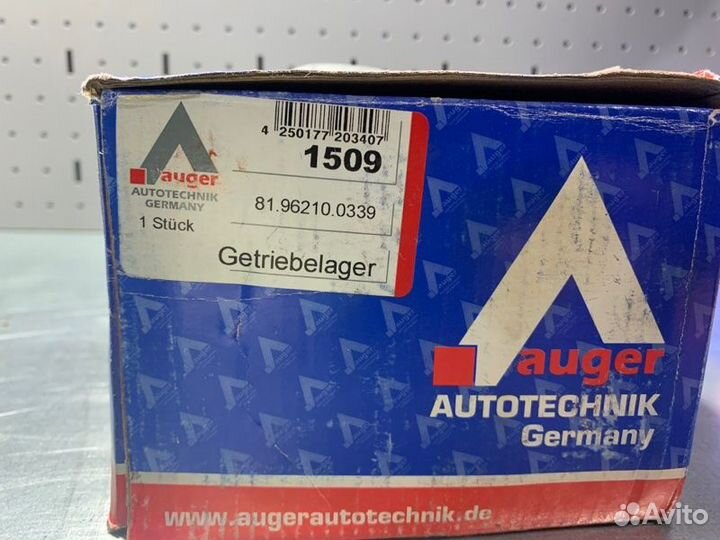 4 250177 203407
1509
auger
AUTOTECHNIK
GERMANY
81.96210.0339
1 Stück
Getriebelager
auger
AUTOTECHNIK
Germany
www.augerautotechnik.de
Avito